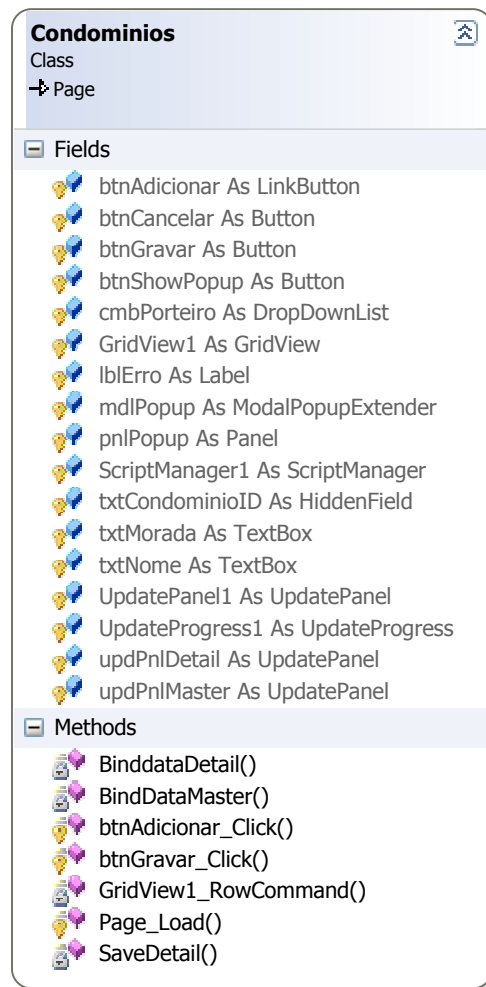 Condominios
Class
Page
Fields
btnAdicionar As LinkButton
btnCancelar As Button
btnGravar As Button
btnShowPopup As Button
cmbPorteiro As DropDownList
GridView1 As GridView
lblErro As Label
mdlPopup As ModalPopupExtender
pnlPopup As Panel
ScriptManager1 As ScriptManager
txtCondominioID As HiddenField
txtMorada As TextBox
txtNome As TextBox
UpdatePanel1 As UpdatePanel
UpdateProgress1 As UpdateProgress
updPnlDetail As UpdatePanel
updPnlMaster As UpdatePanel
Methods
BinddataDetail()
BindDataMaster()
btnAdicionar_Click()
btnGravar_Click()
GridView1_RowCommand()
Page_Load()
SaveDetail()